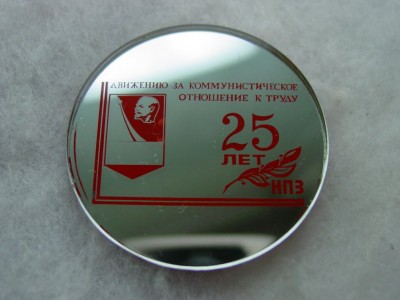 ДВИЖЕНИЮ ЗА КОММУНИСТИЧЕСКОЕ
ОТНОШЕНИЕ К ТРУДУ
25
ЛЕТ
НПЗ